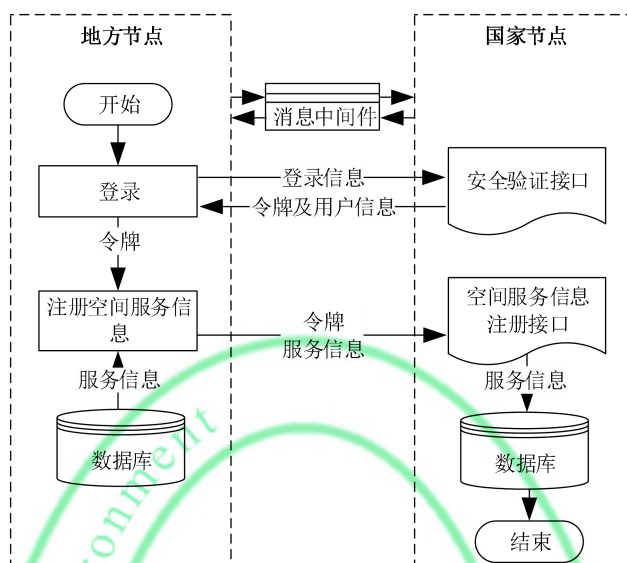 地方节点
国家节点
开始
消息中间件
登录
登录信息
令牌及用户信息
安全验证接口
令牌
注册空间服务信
息
令牌
服务信息
空间服务信息
注册接口
服务信息
服务信息
数据库
数据库
结束
onment